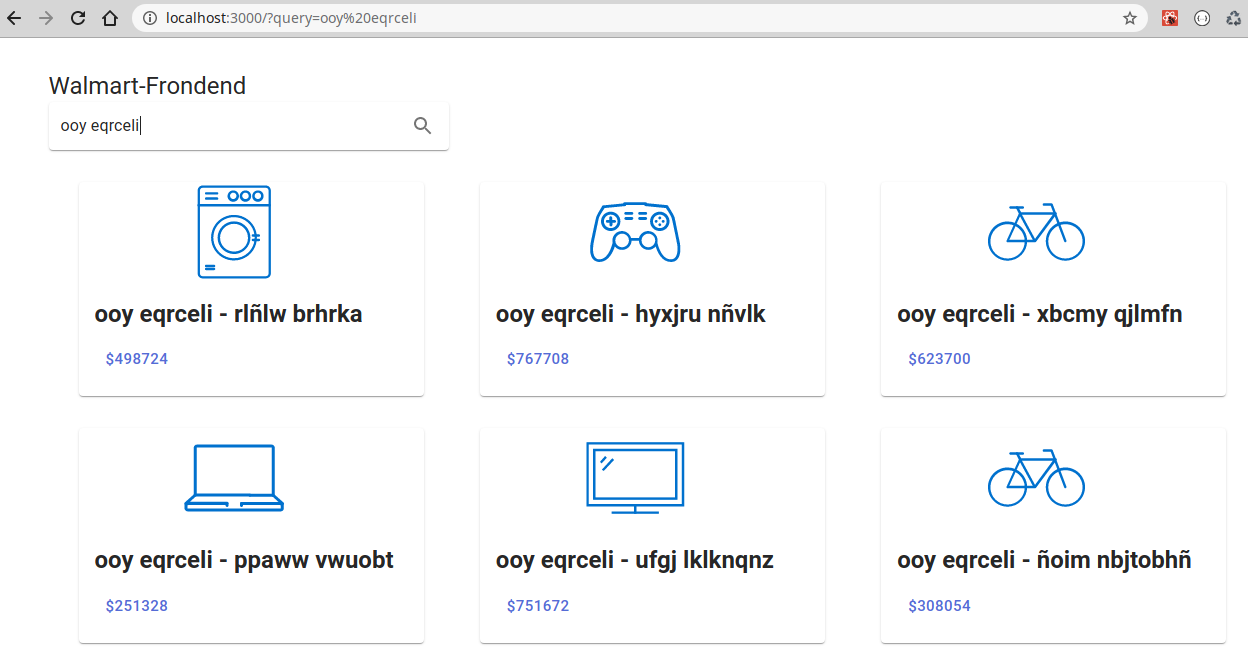 localhost:3000/?query=ooy%20eqrceli
Walmart-Frondend
ooy eqrceli
ooy eqrceli - rlñlw brhrka
$498724
ooy eqrceli - hyxjru nñvlk
$767708
ooy eqrceli - xbcmy qjlmfn
$623700
ooy eqrceli - ppaww vwuobt
$251328
ooy eqrceli - ufgj lklknqnz
$751672
ooy eqrceli - ñoim nbjtobhñ
$308054